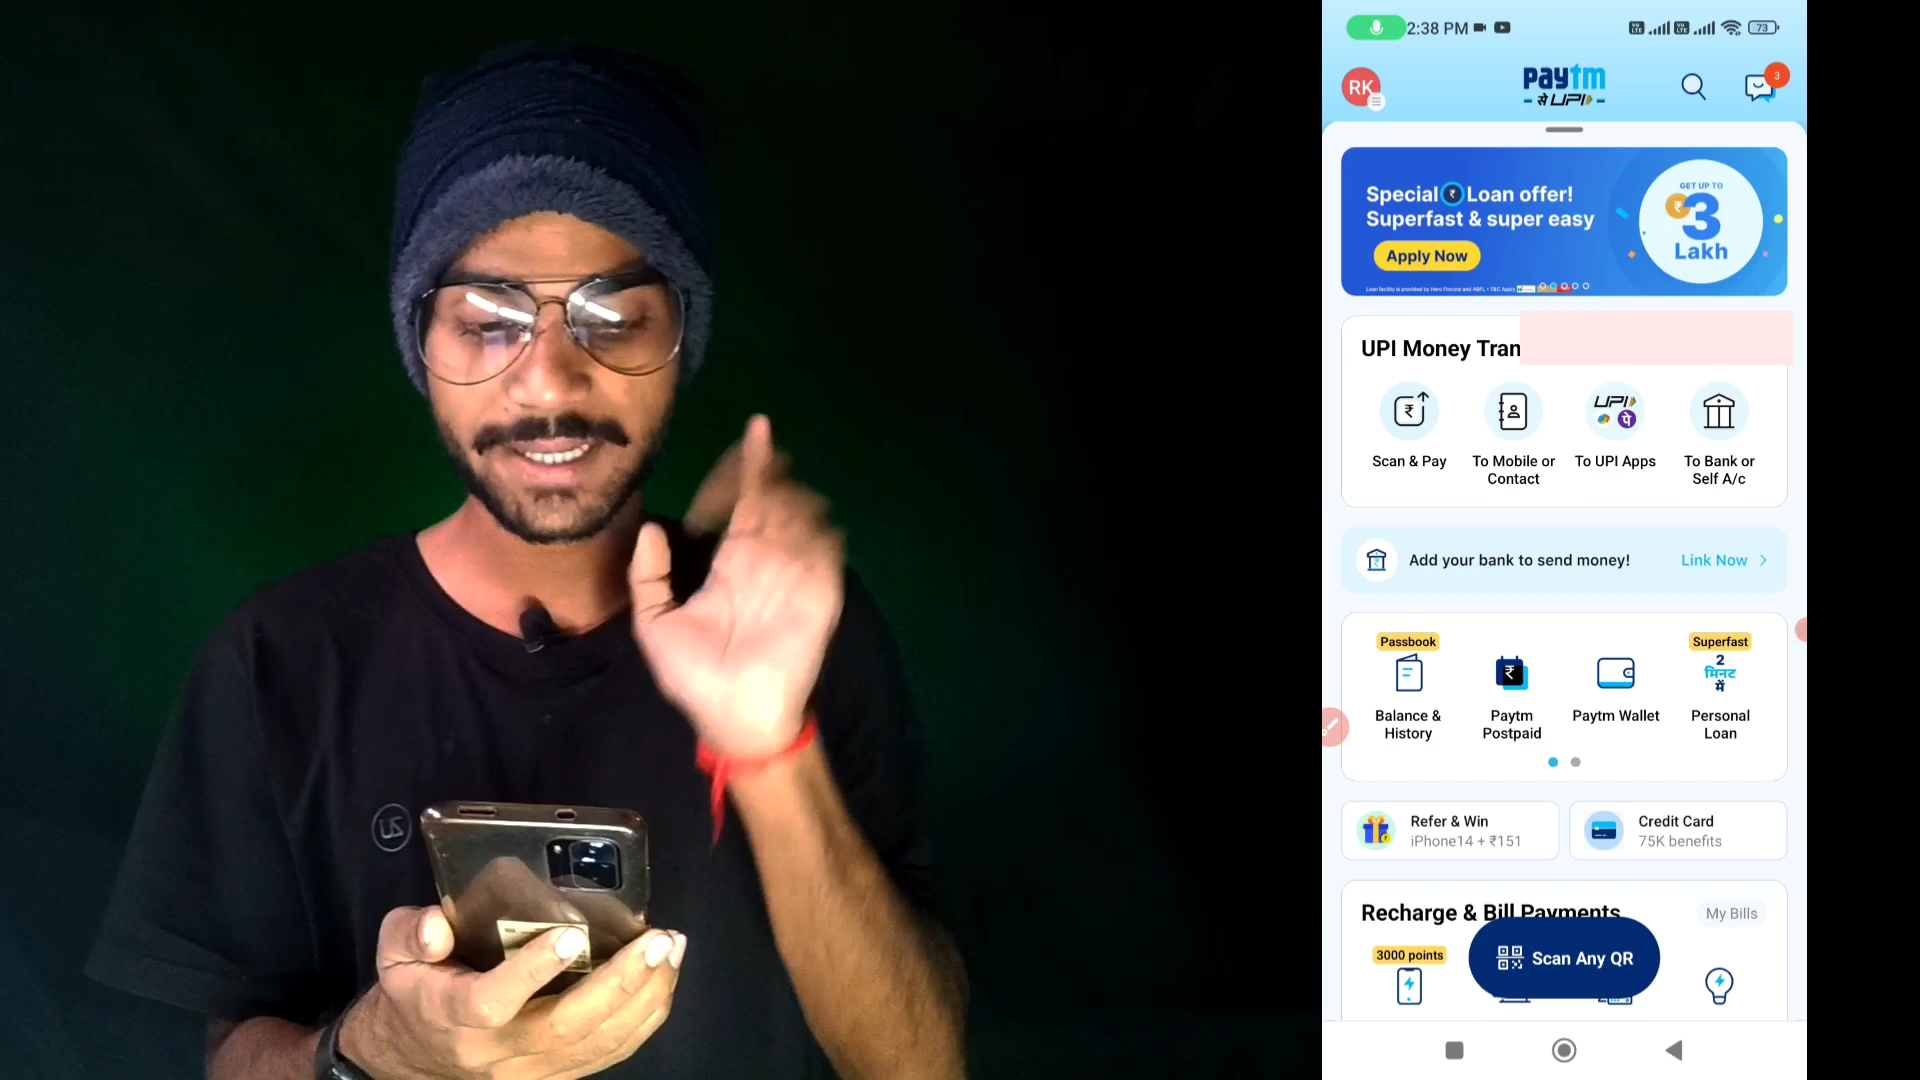 2:38 PM
73
RK
paytm
से UPI
3
Special ₹ Loan offer!
Superfast & super easy
Apply Now
GET UP TO
₹3
Lakh
UPI Money Tran
UPI
पे
Scan & Pay
To Mobile or
Contact
To UPI Apps
To Bank or
Self A/c
Add your bank to send money!
Link Now
Passbook
Superfast
2
मिनट
में
Balance &
History
Paytm
Postpaid
Paytm Wallet
Personal
Loan
Refer & Win
iPhone14 + ₹151
Credit Card
75K benefits
Recharge & Bill Payments
My Bills
3000 points
Scan Any QR